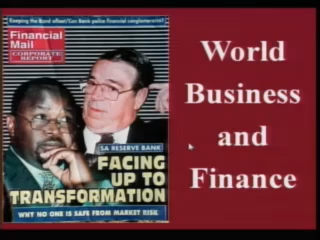 Keeping the Rand afloat/Can Bank police financial conglomerates?
Financial
Mail
CORPORATE
REPORT
SA RESERVE BANK
FACING
UP TO
TRANSFORMATION
WHY NO ONE IS SAFE FROM MARKET RISK
World
Business
and
Finance